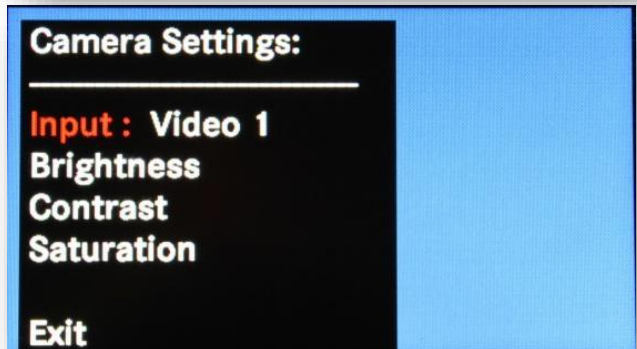 Camera Settings:
Input : Video 1
Brightness
Contrast
Saturation
Exit